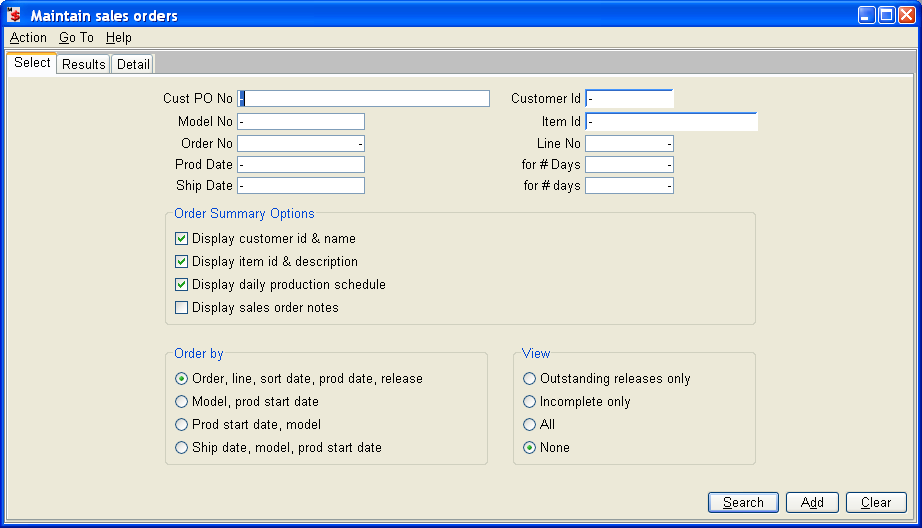 Maintain sales orders
Action Go To Help
Select Results Detail
Cust PO No - Customer Id -
Model No - Item Id -
Order No - Line No -
Prod Date - for # Days -
Ship Date - for # days -
Order Summary Options
Display customer id & name
Display item id & description
Display daily production schedule
Display sales order notes
Order by
Order, line, sort date, prod date, release
Model, prod start date
Prod start date, model
Ship date, model, prod start date
View
Outstanding releases only
Incomplete only
All
None
Search Add Clear